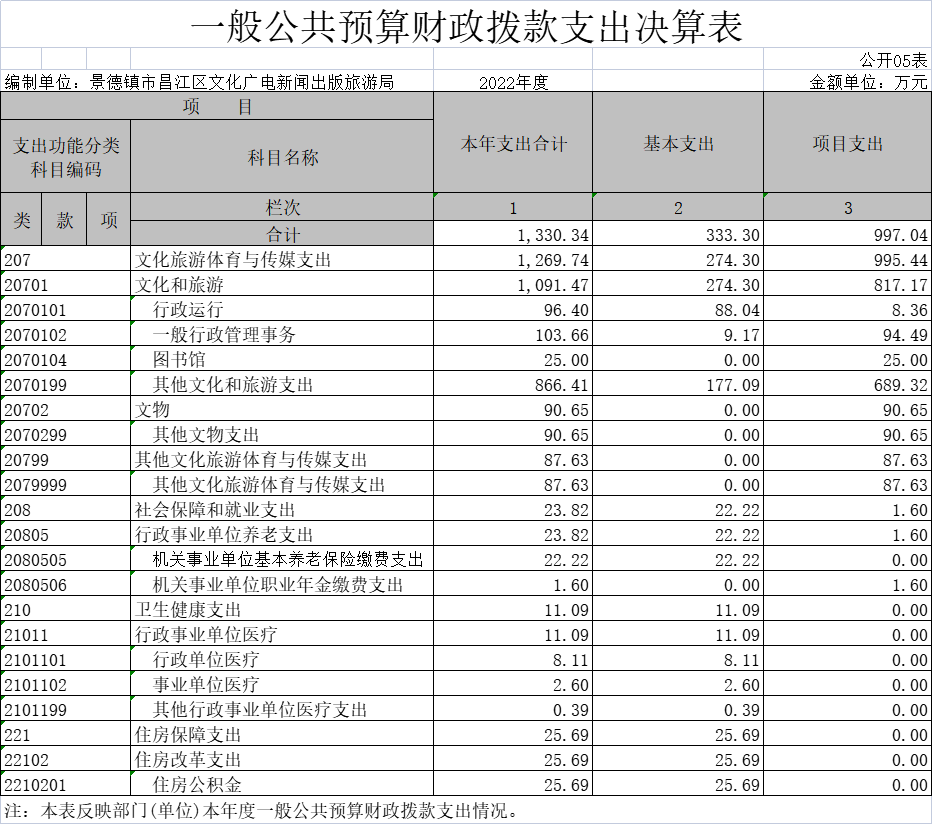 一般公共预算财政拨款支出决算表
公开05表
编制单位：景德镇市昌江区文化广电新闻出版旅游局 2022年度 金额单位：万元
项 目 本年支出合计 基本支出 项目支出
支出功能分类科目编码 科目名称
类 款 项 栏次 1 2 3
合计 1,330.34 333.30 997.04
207 文化旅游体育与传媒支出 1,269.74 274.30 995.44
20701 文化和旅游 1,091.47 274.30 817.17
2070101 行政运行 96.40 88.04 8.36
2070102 一般行政管理事务 103.66 9.17 94.49
2070104 图书馆 25.00 0.00 25.00
2070199 其他文化和旅游支出 866.41 177.09 689.32
20702 文物 90.65 0.00 90.65
2070299 其他文物支出 90.65 0.00 90.65
20799 其他文化旅游体育与传媒支出 87.63 0.00 87.63
2079999 其他文化旅游体育与传媒支出 87.63 0.00 87.63
208 社会保障和就业支出 23.82 22.22 1.60
20805 行政事业单位养老支出 23.82 22.22 1.60
2080505 机关事业单位基本养老保险缴费支出 22.22 22.22 0.00
2080506 机关事业单位职业年金缴费支出 1.60 0.00 1.60
210 卫生健康支出 11.09 11.09 0.00
21011 行政事业单位医疗 11.09 11.09 0.00
2101101 行政单位医疗 8.11 8.11 0.00
2101102 事业单位医疗 2.60 2.60 0.00
2101199 其他行政事业单位医疗支出 0.39 0.39 0.00
221 住房保障支出 25.69 25.69 0.00
22102 住房改革支出 25.69 25.69 0.00
2210201 住房公积金 25.69 25.69 0.00
注：本表反映部门(单位)本年度一般公共预算财政拨款支出情况。